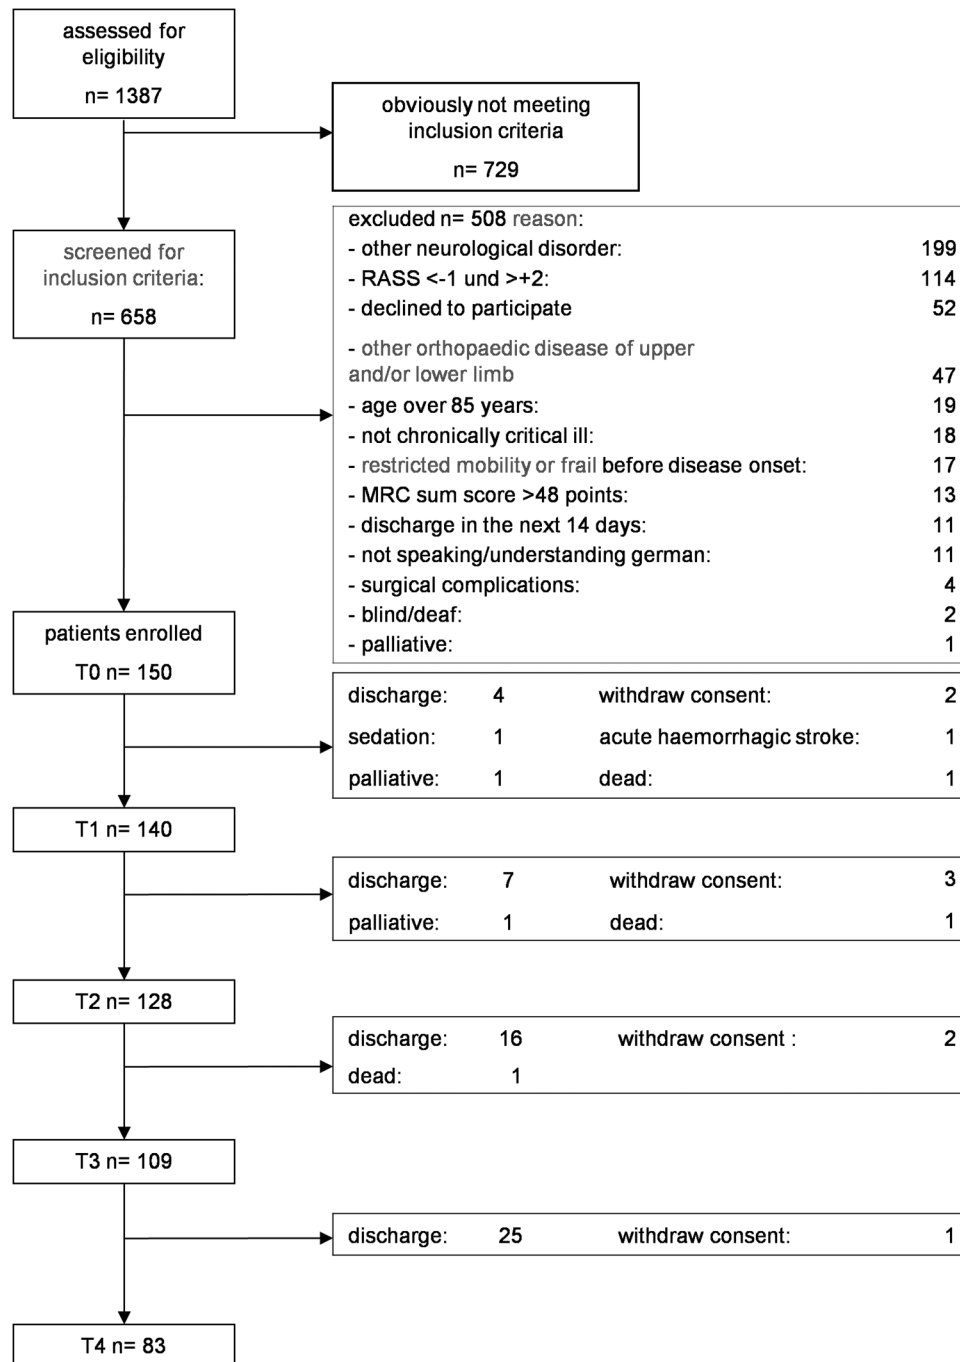 assessed for
eligibility
n= 1387
obviously not meeting
inclusion criteria
n= 729
screened for
inclusion criteria:
n= 658
excluded n= 508 reason:
- other neurological disorder: 199
- RASS <-1 und >+2: 114
- declined to participate 52
- other orthopaedic disease of upper
and/or lower limb 47
- age over 85 years: 19
- not chronically critical ill: 18
- restricted mobility or frail before disease onset: 17
- MRC sum score >48 points: 13
- discharge in the next 14 days: 11
- not speaking/understanding german: 11
- surgical complications: 4
- blind/deaf: 2
- palliative: 1
patients enrolled
T0 n= 150
discharge: 4 withdraw consent: 2
sedation: 1 acute haemorrhagic stroke: 1
palliative: 1 dead: 1
T1 n= 140
discharge: 7 withdraw consent: 3
palliative: 1 dead: 1
T2 n= 128
discharge: 16 withdraw consent : 2
dead: 1
T3 n= 109
discharge: 25 withdraw consent: 1
T4 n= 83